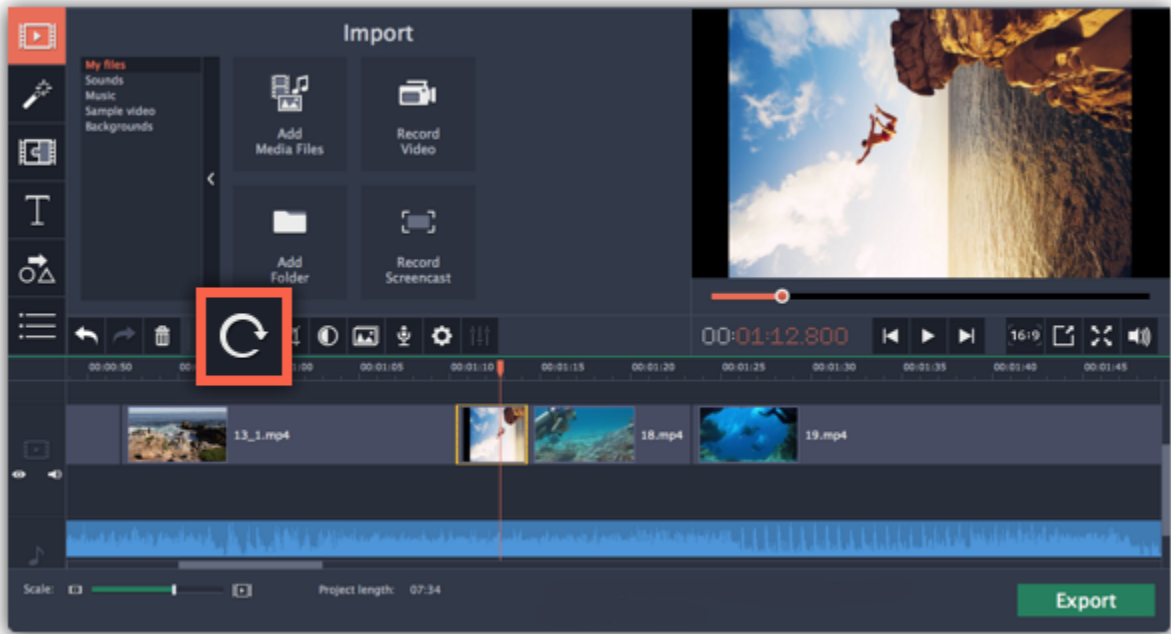 Import
My files
Sounds
Music
Sample video
Backgrounds
Add
Media Files
Record
Video
Add
Folder
Record
Screencast
00:01:12.800
16:9
00:00:50
00:01:05
00:01:10
00:01:15
00:01:20
00:01:25
00:01:30
00:01:35
00:01:40
00:01:45
13_1.mp4
18.mp4
19.mp4
Scale:
Project length: 07:34
Export